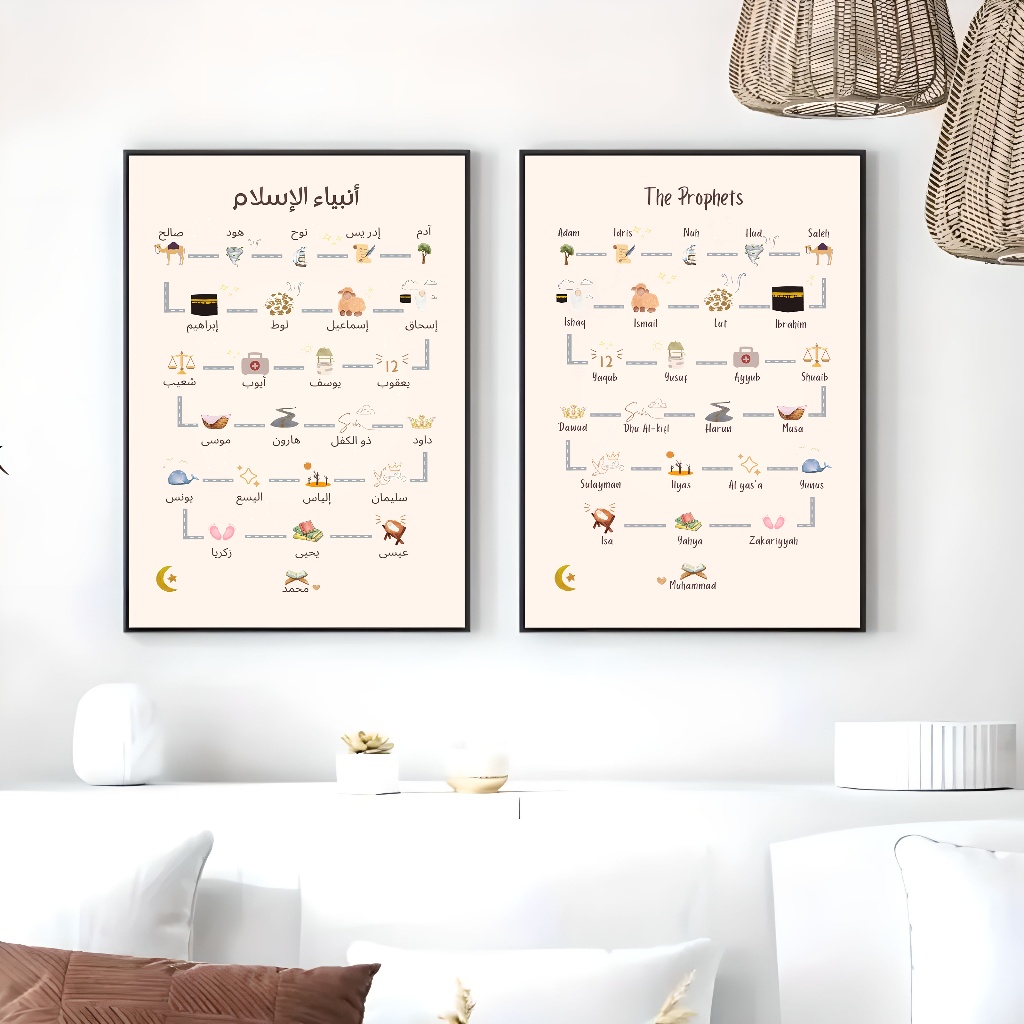 أنبياء الإسلام
آدم إدريس نوح هود صالح
إسحاق إسماعيل لوط إبراهيم
12
يعقوب يوسف أيوب شعيب
داود ذو الكفل هارون موسى
سليمان إلياس اليسع يونس
عيسى يحيى زكريا
محمد
The Prophets
Adam Idris Nuh Hud Saleh
Ishaq Ismail Lut Ibrahim
12
Yaqub Yusuf Ayyub Shuaib
Dawud Dhu Al-kifl Harun Musa
Sulayman Ilyas Al yas'a Yunus
Isa Yahya Zakariyyah
Muhammad